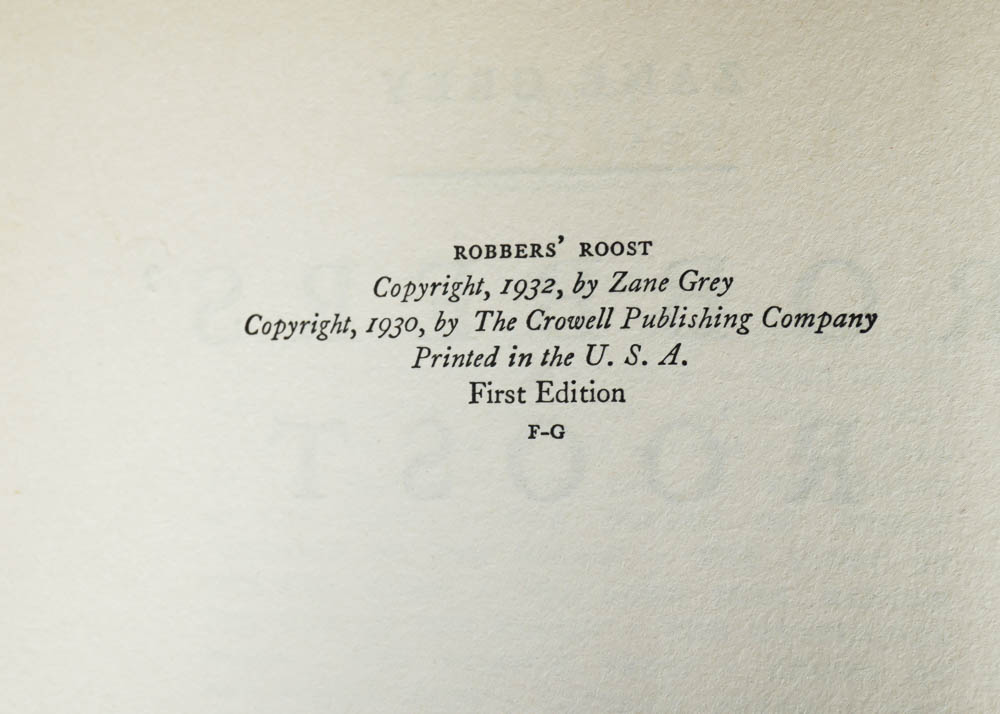 ROBBERS' ROOST
Copyright, 1932, by Zane Grey
Copyright, 1930, by The Crowell Publishing Company
Printed in the U. S. A.
First Edition
F-G